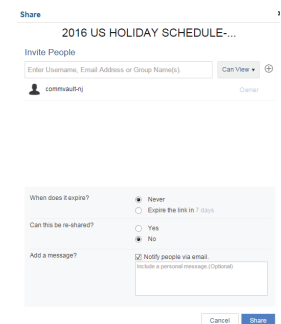 Share
2016 US HOLIDAY SCHEDULE-...
Invite People
Enter Username, Email Address or Group Name(s)
Can View
commvault-nj
Owner
When does it expire?
Never
Expire the link in 7 days
Can this be re-shared?
Yes
No
Add a message?
Notify people via email.
Include a personal message (Optional)
Cancel
Share